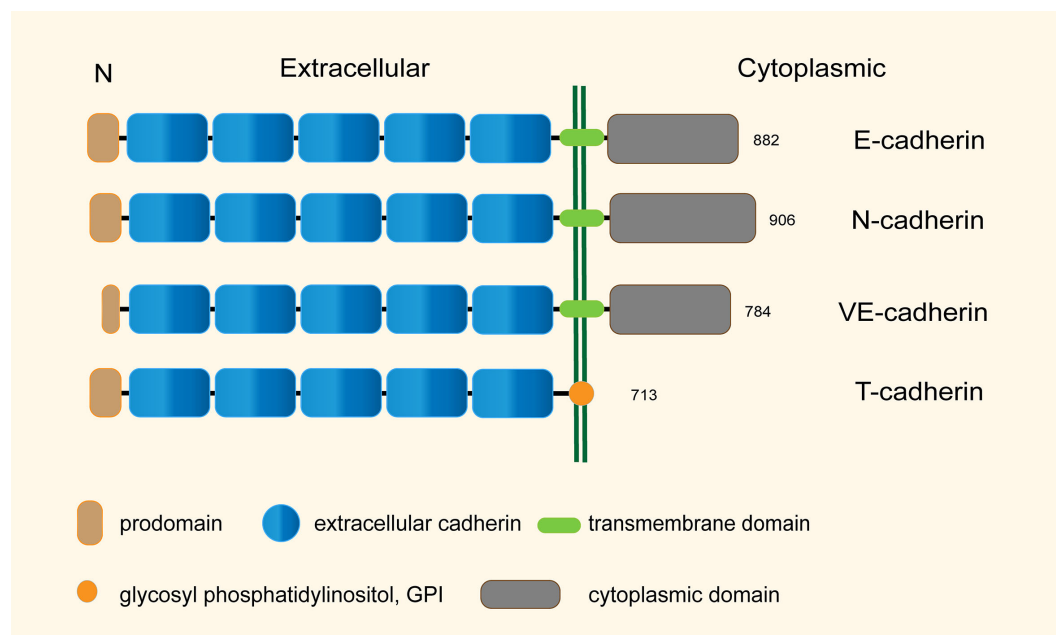 N Extracellular Cytoplasmic
882 E-cadherin
906 N-cadherin
784 VE-cadherin
713 T-cadherin
prodomain extracellular cadherin transmembrane domain
glycosyl phosphatidylinositol, GPI cytoplasmic domain